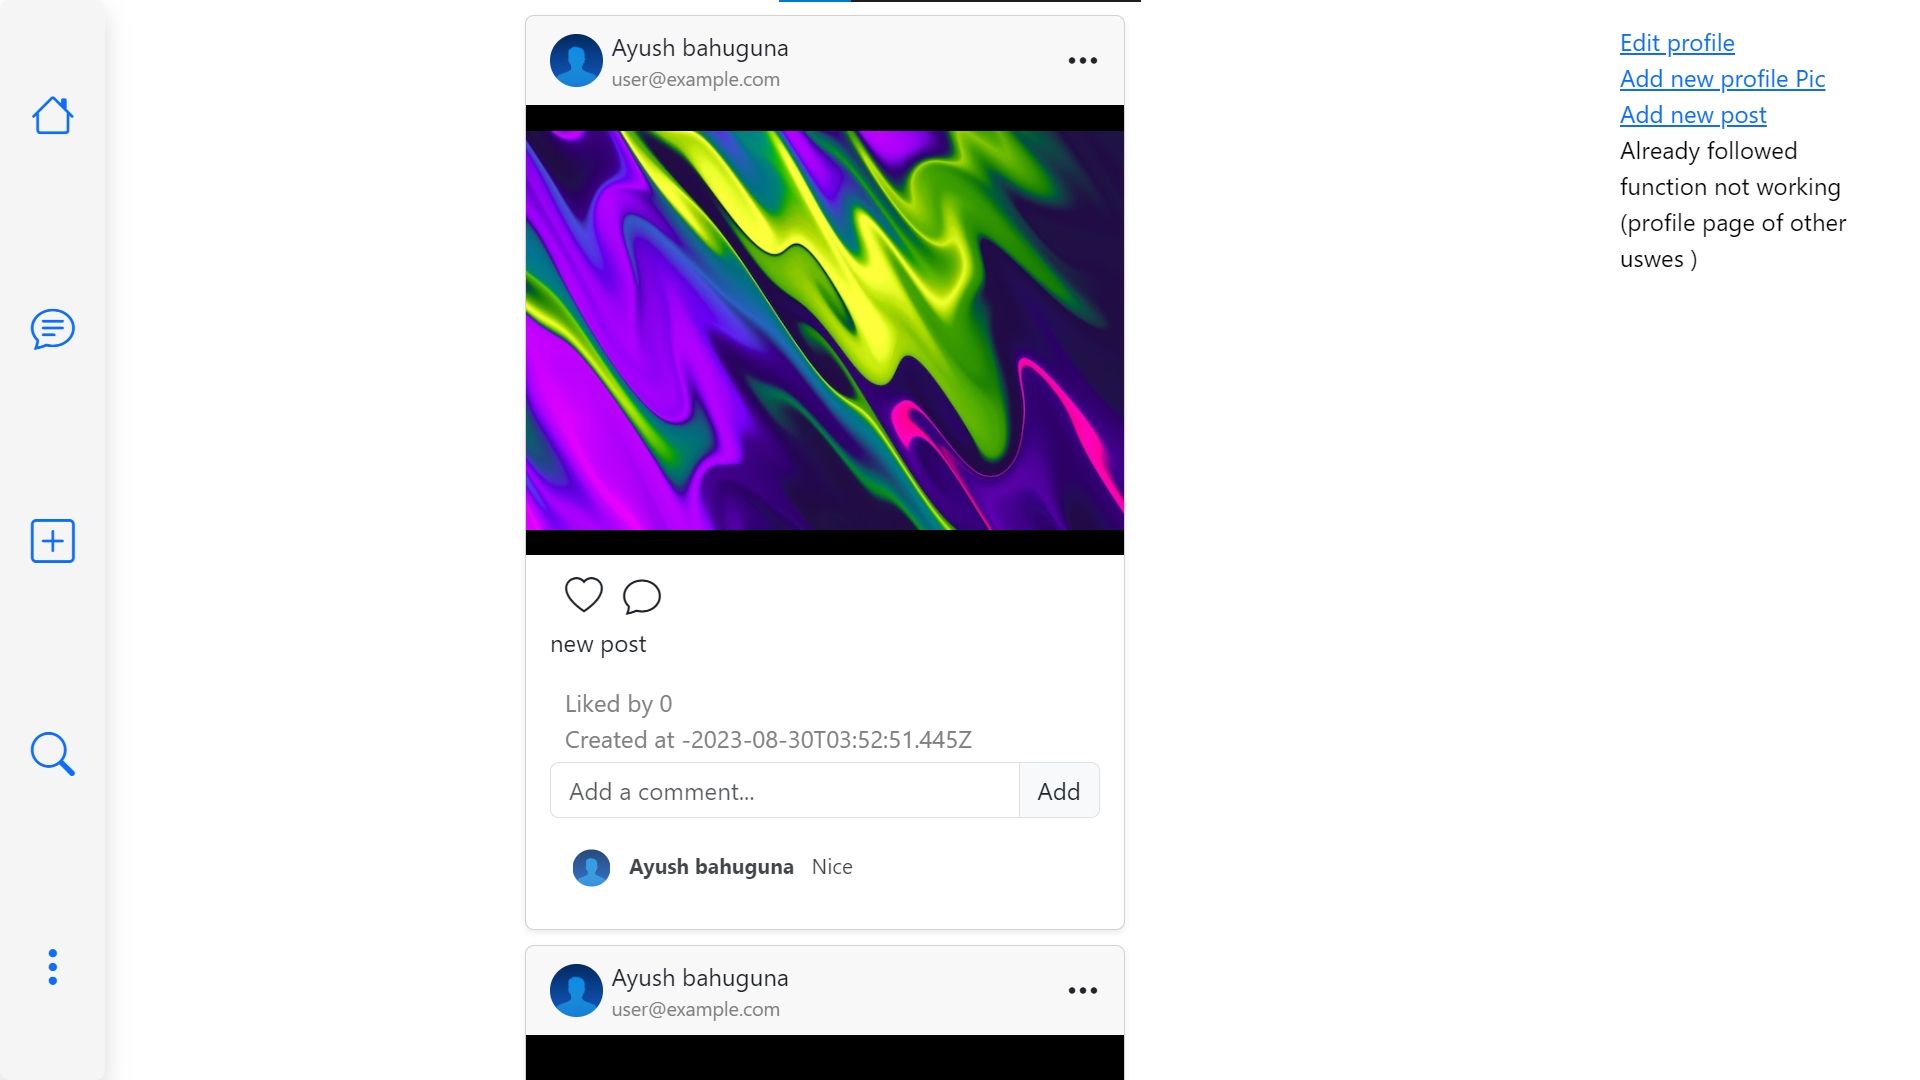 Ayush bahuguna
user@example.com
new post
Liked by 0
Created at -2023-08-30T03:52:51.445Z
Add a comment...
Add
Ayush bahuguna Nice
Ayush bahuguna
user@example.com
Edit profile
Add new profile Pic
Add new post
Already followed
function not working
(profile page of other
uswes )